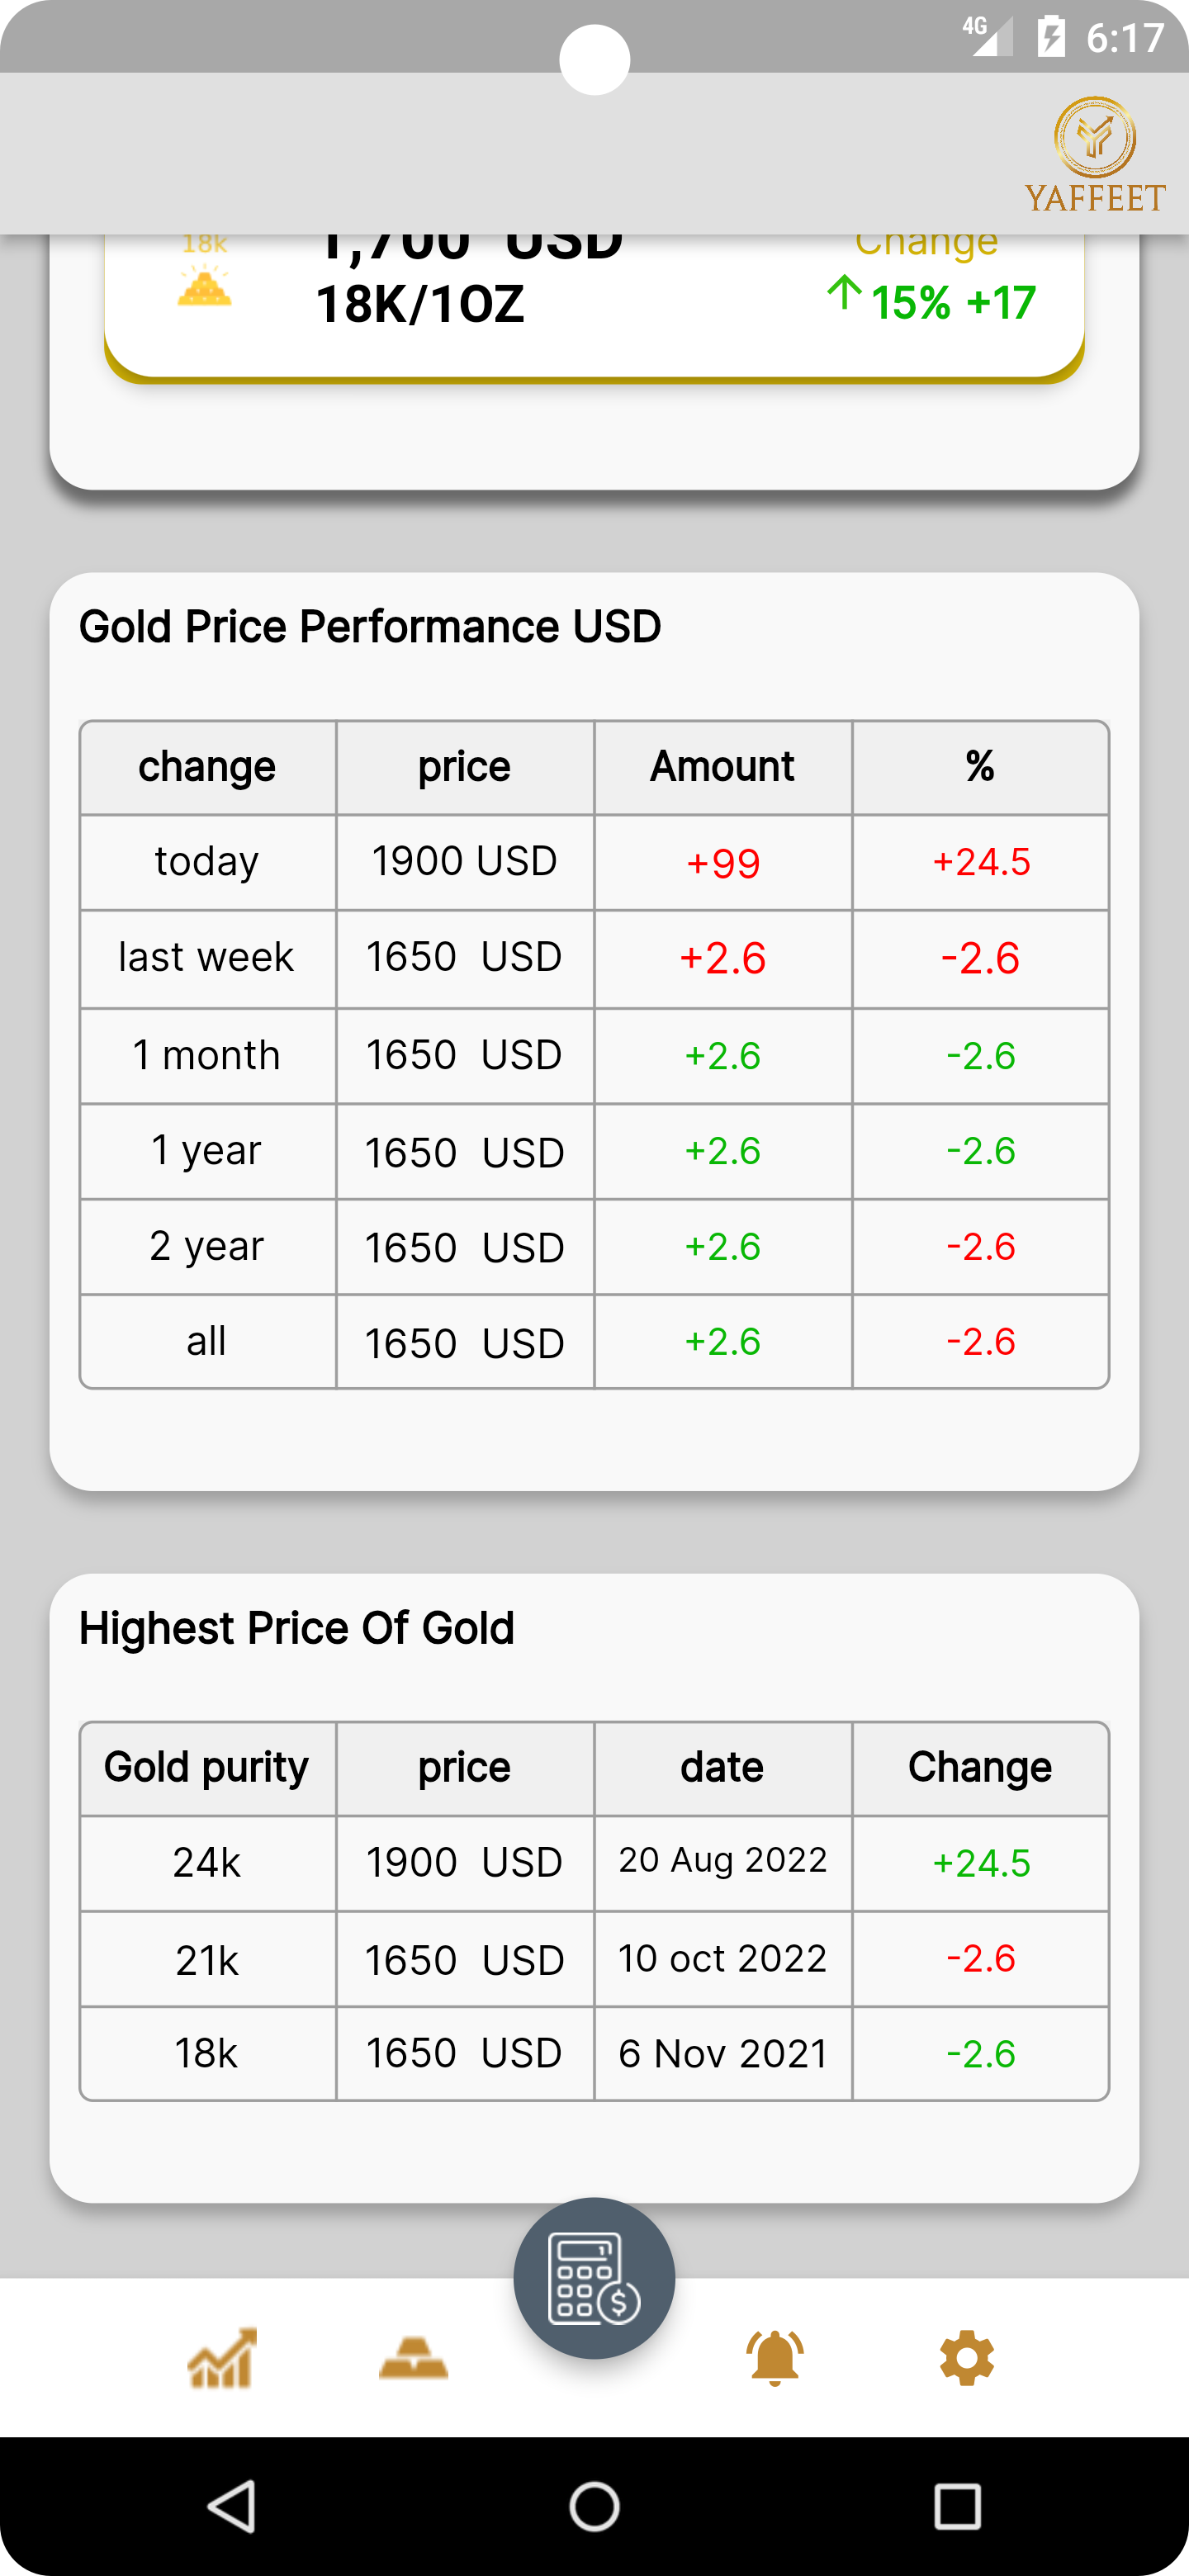 4G 6:17
YAFFEET
18k 1,700 USD Change
18K/1OZ 15% +17
Gold Price Performance USD
change price Amount %
today 1900 USD +99 +24.5
last week 1650 USD +2.6 -2.6
1 month 1650 USD +2.6 -2.6
1 year 1650 USD +2.6 -2.6
2 year 1650 USD +2.6 -2.6
all 1650 USD +2.6 -2.6
Highest Price Of Gold
Gold purity price date Change
24k 1900 USD 20 Aug 2022 +24.5
21k 1650 USD 10 oct 2022 -2.6
18k 1650 USD 6 Nov 2021 -2.6